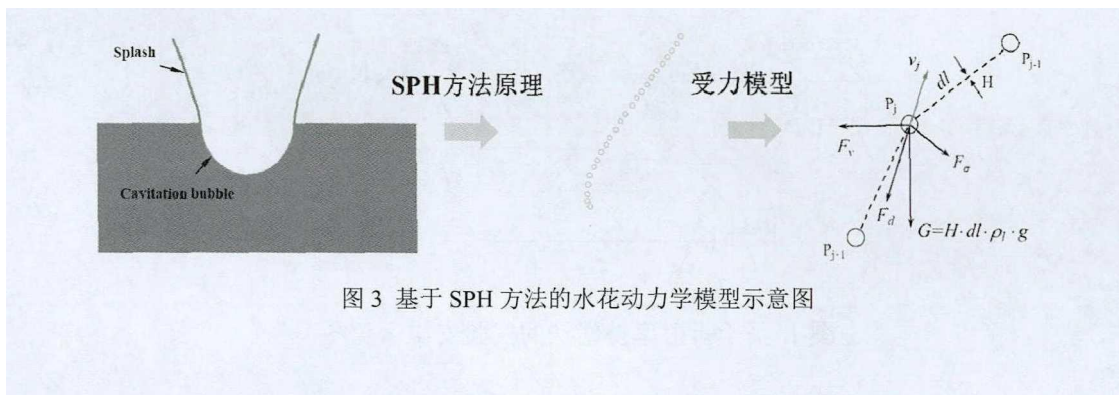 Splash
Cavitation bubble
SPH方法原理
受力模型
P_{j-1}
v_j
dl
H
P_j
F_v
F_σ
F_d
G=H·dl·ρ_l·g
P_{j-1}
图 3 基于 SPH 方法的水花动力学模型示意图